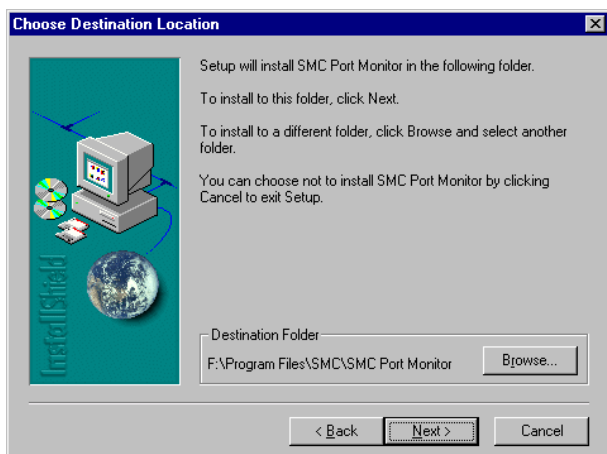 Choose Destination Location
Setup will install SMC Port Monitor in the following folder.
To install to this folder, click Next.
To install to a different folder, click Browse and select another
folder.
You can choose not to install SMC Port Monitor by clicking
Cancel to exit Setup.
InstallShield
Destination Folder
F:\Program Files\SMC\SMC Port Monitor
Browse...
< Back
Next >
Cancel